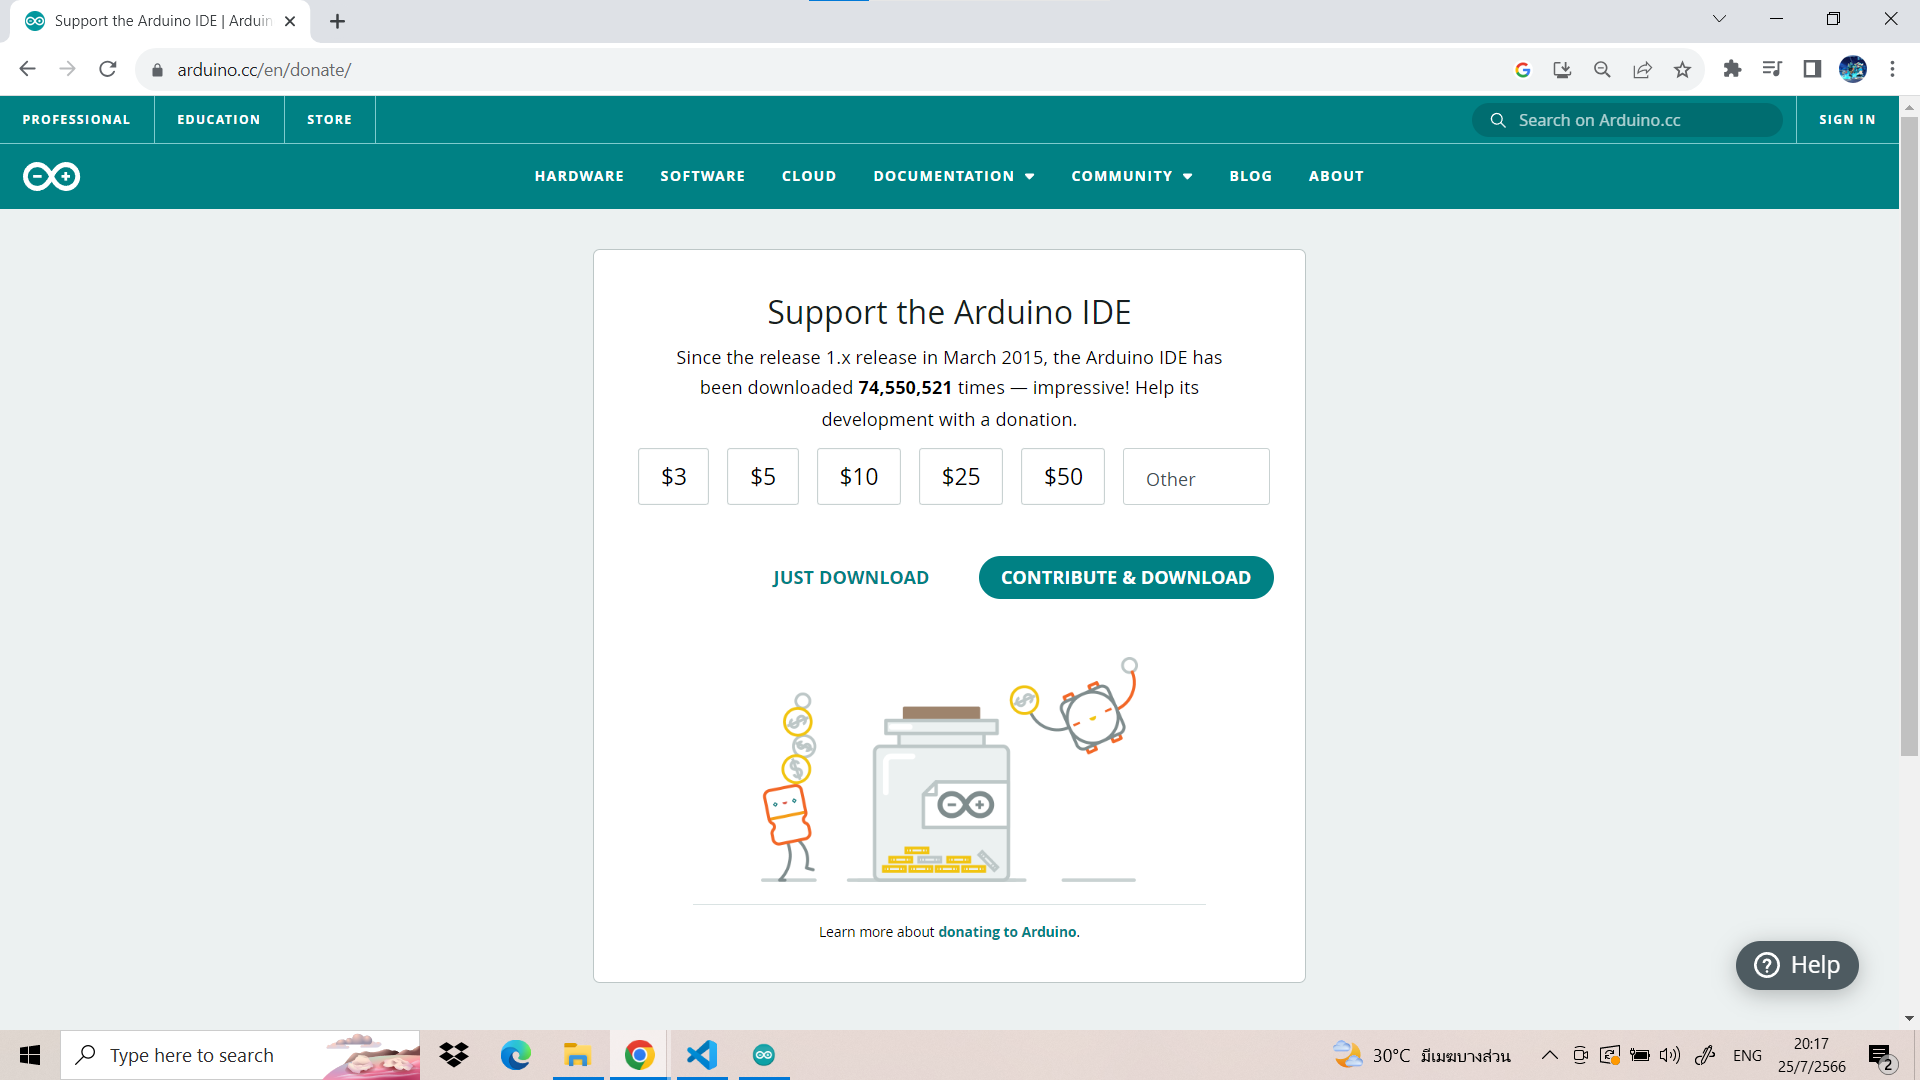 Support the Arduino IDE | Arduin
arduino.cc/en/donate/
PROFESSIONAL
EDUCATION
STORE
Search on Arduino.cc
SIGN IN
HARDWARE
SOFTWARE
CLOUD
DOCUMENTATION
COMMUNITY
BLOG
ABOUT
Support the Arduino IDE
Since the release 1.x release in March 2015, the Arduino IDE has
been downloaded 74,550,521 times — impressive! Help its
development with a donation.
$3
$5
$10
$25
$50
Other
JUST DOWNLOAD
CONTRIBUTE & DOWNLOAD
Learn more about donating to Arduino.
Help
Type here to search
30°C มีเมฆบางส่วน
ENG
20:17
25/7/2566
2